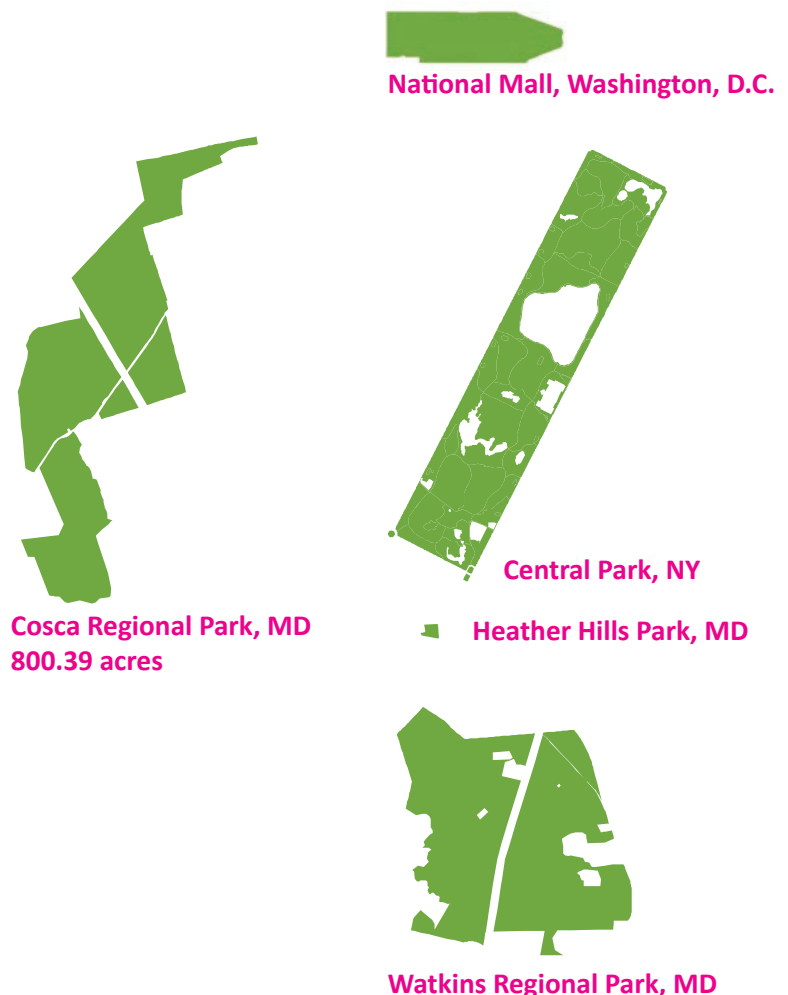 National Mall, Washington, D.C.
Central Park, NY
Cosca Regional Park, MD
800.39 acres
Heather Hills Park, MD
Watkins Regional Park, MD